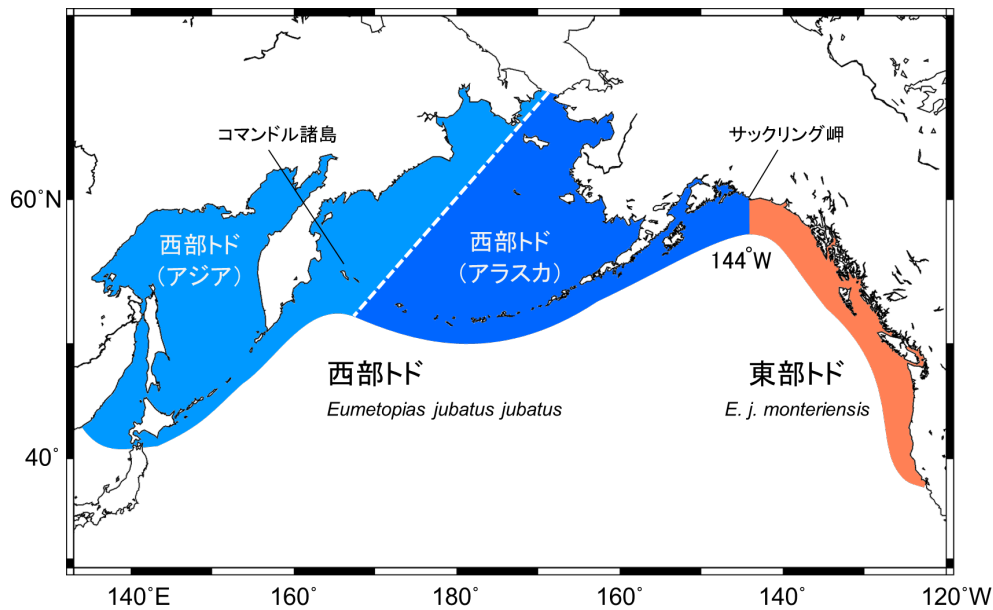 コマンドル諸島
サックリング岬
60°N
西部トド
(アジア)
西部トド
(アラスカ)
144°W
西部トド
Eumetopias jubatus jubatus
東部トド
E. j. monteriensis
40°
140°E
160°
180°
160°
140°
120°W